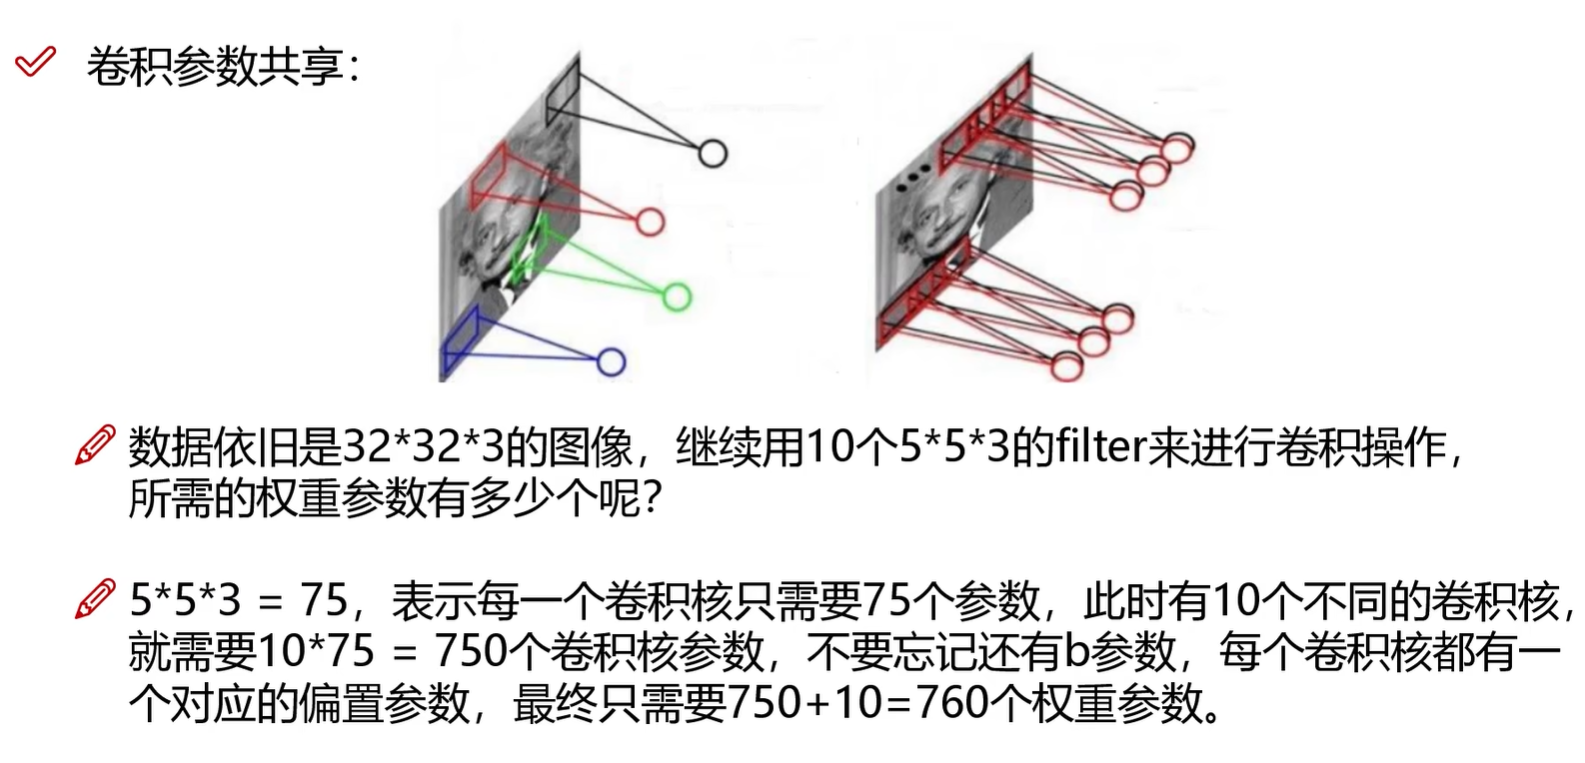 卷积参数共享：
数据依旧是32*32*3的图像，继续用10个5*5*3的filter来进行卷积操作，
所需的权重参数有多少个呢？
5*5*3 = 75，表示每一个卷积核只需要75个参数，此时有10个不同的卷积核，
就需要10*75 = 750个卷积核参数，不要忘记还有b参数，每个卷积核都有一
个对应的偏置参数，最终只需要750+10=760个权重参数。